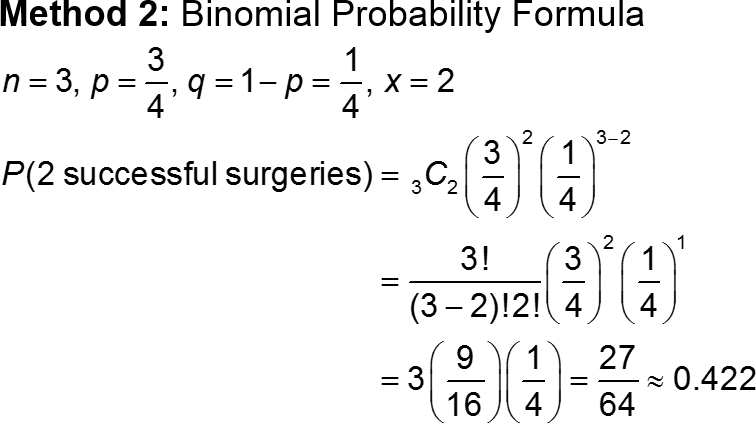 Method 2: Binomial Probability Formula
n = 3, p = 3/4, q = 1 − p = 1/4, x = 2
P(2 successful surgeries) = ₃C₂ (3/4)² (1/4)³⁻²
= 3!/((3 − 2)!2!) (3/4)² (1/4)¹
= 3 (9/16) (1/4) = 27/64 ≈ 0.422